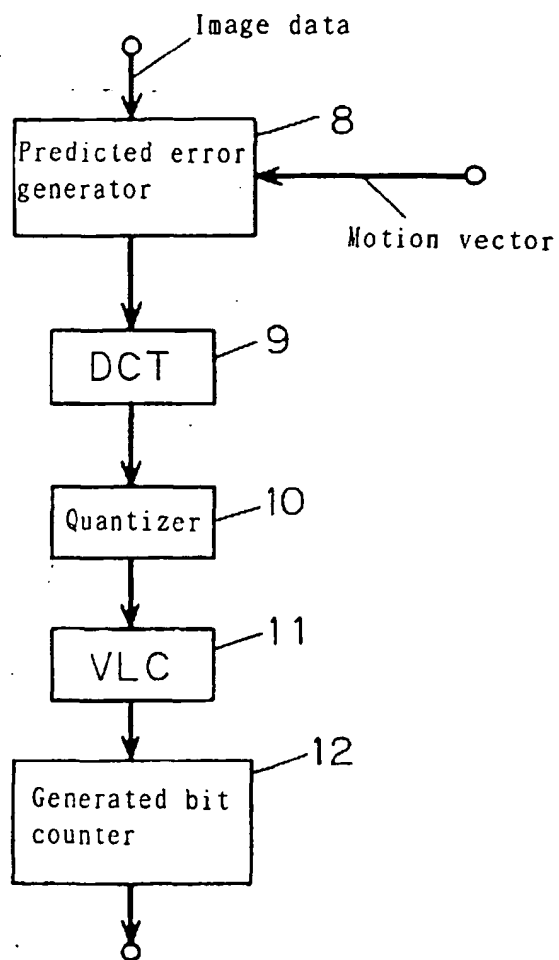 Image data
8
Predicted error
generator
Motion vector
9
DCT
10
Quantizer
11
VLC
12
Generated bit
counter